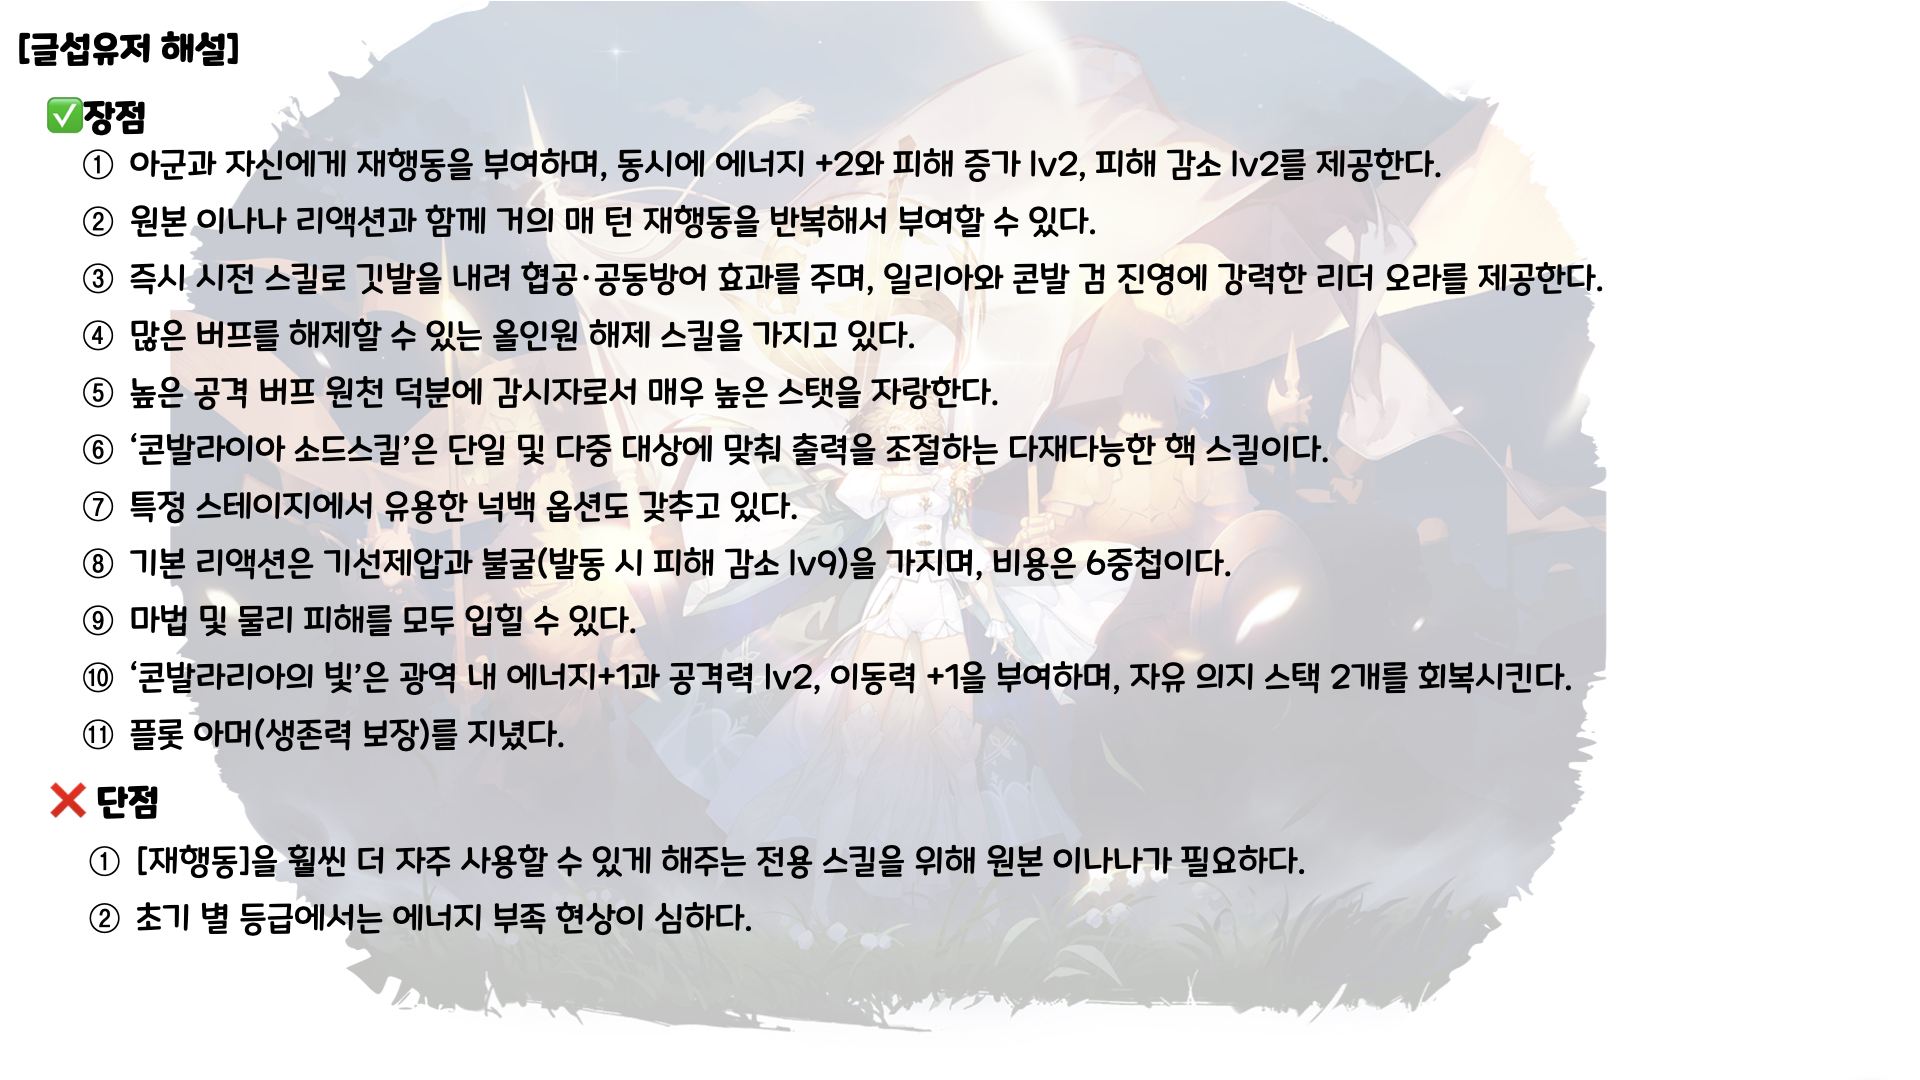 [글섭유저 해설]
✅장점
① 아군과 자신에게 재행동을 부여하며, 동시에 에너지 +2와 피해 증가 lv2, 피해 감소 lv2를 제공한다.
② 원본 이나나 리액션과 함께 거의 매 턴 재행동을 반복해서 부여할 수 있다.
③ 즉시 시전 스킬로 깃발을 내려 협공·공동방어 효과를 주며, 일리아와 콘발 검 진영에 강력한 리더 오라를 제공한다.
④ 많은 버프를 해제할 수 있는 올인원 해제 스킬을 가지고 있다.
⑤ 높은 공격 버프 원천 덕분에 감시자로서 매우 높은 스탯을 자랑한다.
⑥ ‘콘발라이아 소드스킬’은 단일 및 다중 대상에 맞춰 출력을 조절하는 다재다능한 핵 스킬이다.
⑦ 특정 스테이지에서 유용한 넉백 옵션도 갖추고 있다.
⑧ 기본 리액션은 기선제압과 불굴(발동 시 피해 감소 lv9)을 가지며, 비용은 6중첩이다.
⑨ 마법 및 물리 피해를 모두 입힐 수 있다.
⑩ ‘콘발라리아의 빛’은 광역 내 에너지+1과 공격력 lv2, 이동력 +1을 부여하며, 자유 의지 스택 2개를 회복시킨다.
⑪ 플롯 아머(생존력 보장)를 지녔다.
❌ 단점
① [재행동]을 훨씬 더 자주 사용할 수 있게 해주는 전용 스킬을 위해 원본 이나나가 필요하다.
② 초기 별 등급에서는 에너지 부족 현상이 심하다.